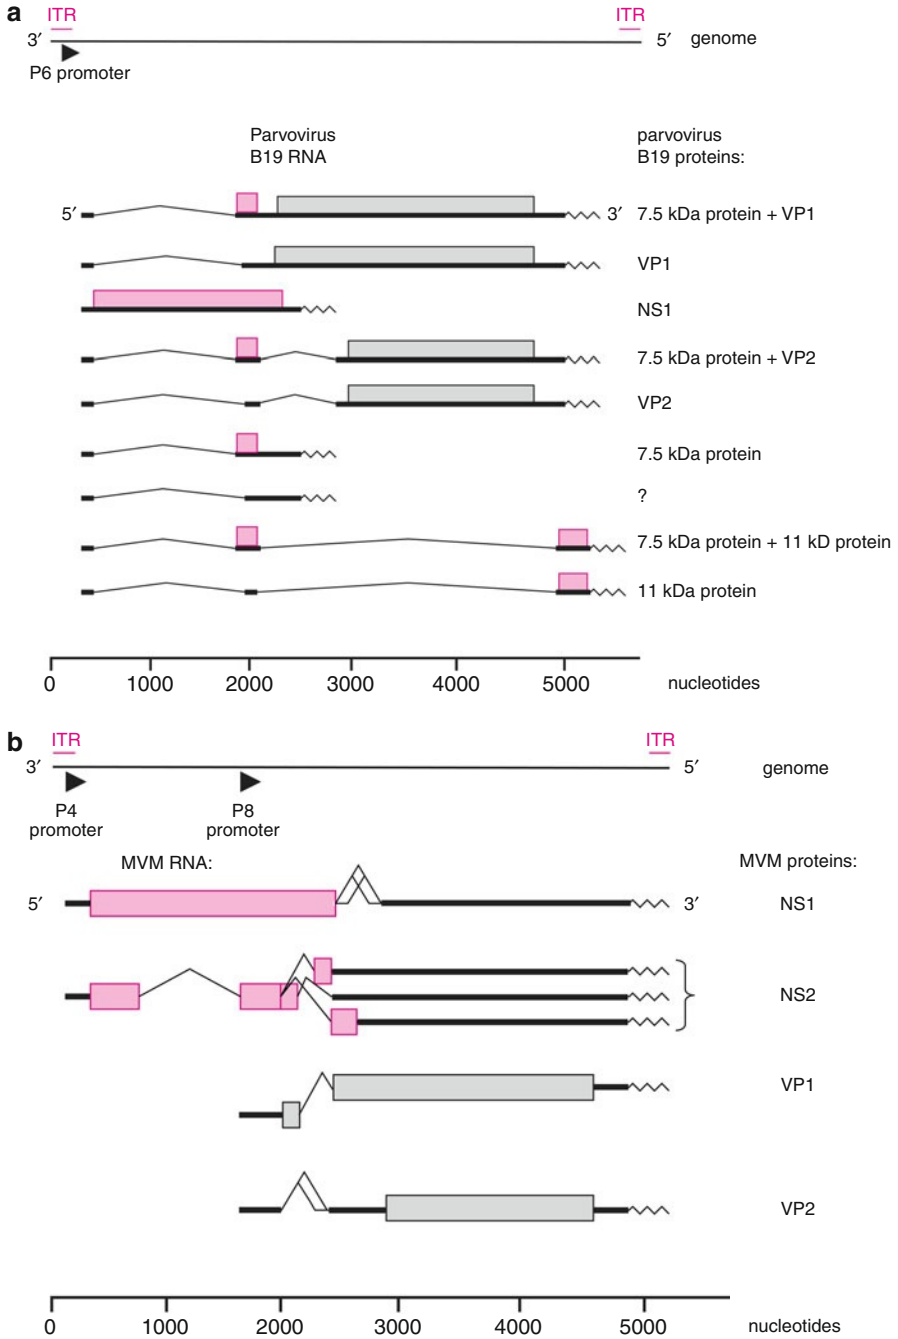 a
ITR ITR
3′ 5′ genome
P6 promoter
Parvovirus parvovirus
B19 RNA B19 proteins:
5′ 3′ 7.5 kDa protein + VP1
VP1
NS1
7.5 kDa protein + VP2
VP2
7.5 kDa protein
?
7.5 kDa protein + 11 kD protein
11 kDa protein
0 1000 2000 3000 4000 5000 nucleotides
b
ITR ITR
3′ 5′ genome
P4 P8
promoter promoter
MVM RNA: MVM proteins:
5′ 3′ NS1
NS2
VP1
VP2
0 1000 2000 3000 4000 5000 nucleotides